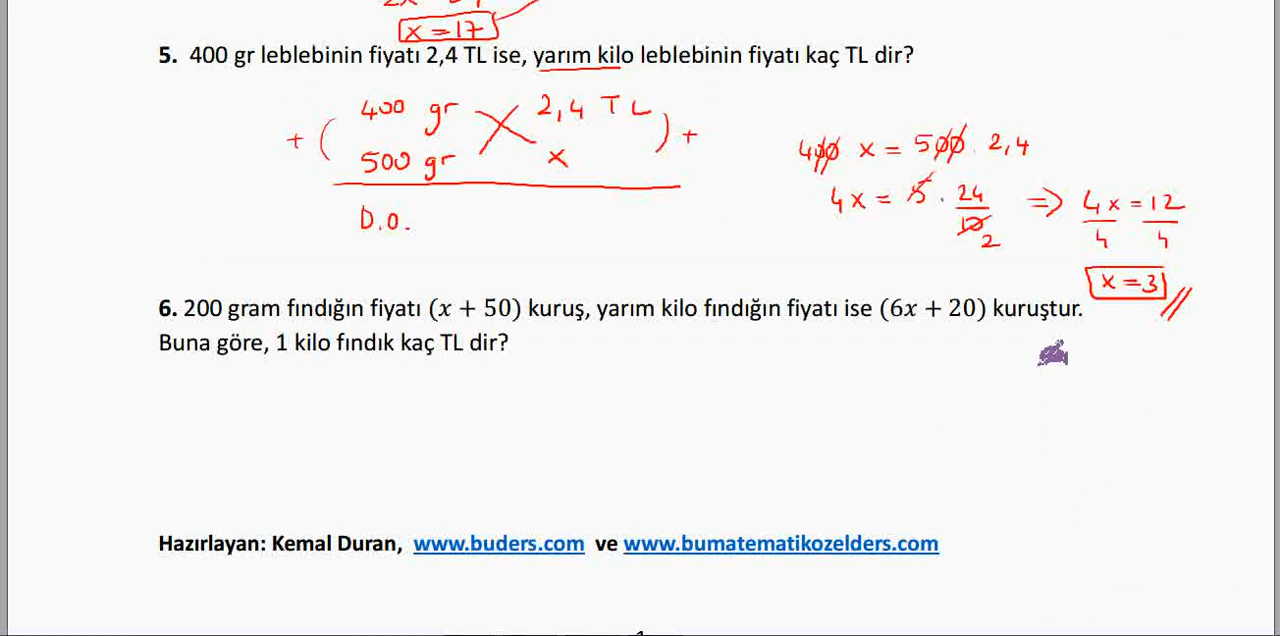 x = 17
5. 400 gr leblebinin fiyatı 2,4 TL ise, yarım kilo leblebinin fiyatı kaç TL dir?
+ ( 400 gr 2,4 TL ) +
500 gr x
D.O.
400 x = 500 . 2,4
4x = 5 . 24/10 2 => 4x/4 = 12/4
x = 3 //
6. 200 gram fındığın fiyatı (x + 50) kuruş, yarım kilo fındığın fiyatı ise (6x + 20) kuruştur.
Buna göre, 1 kilo fındık kaç TL dir?
Hazırlayan: Kemal Duran, www.buders.com ve www.bumatematikozelders.com